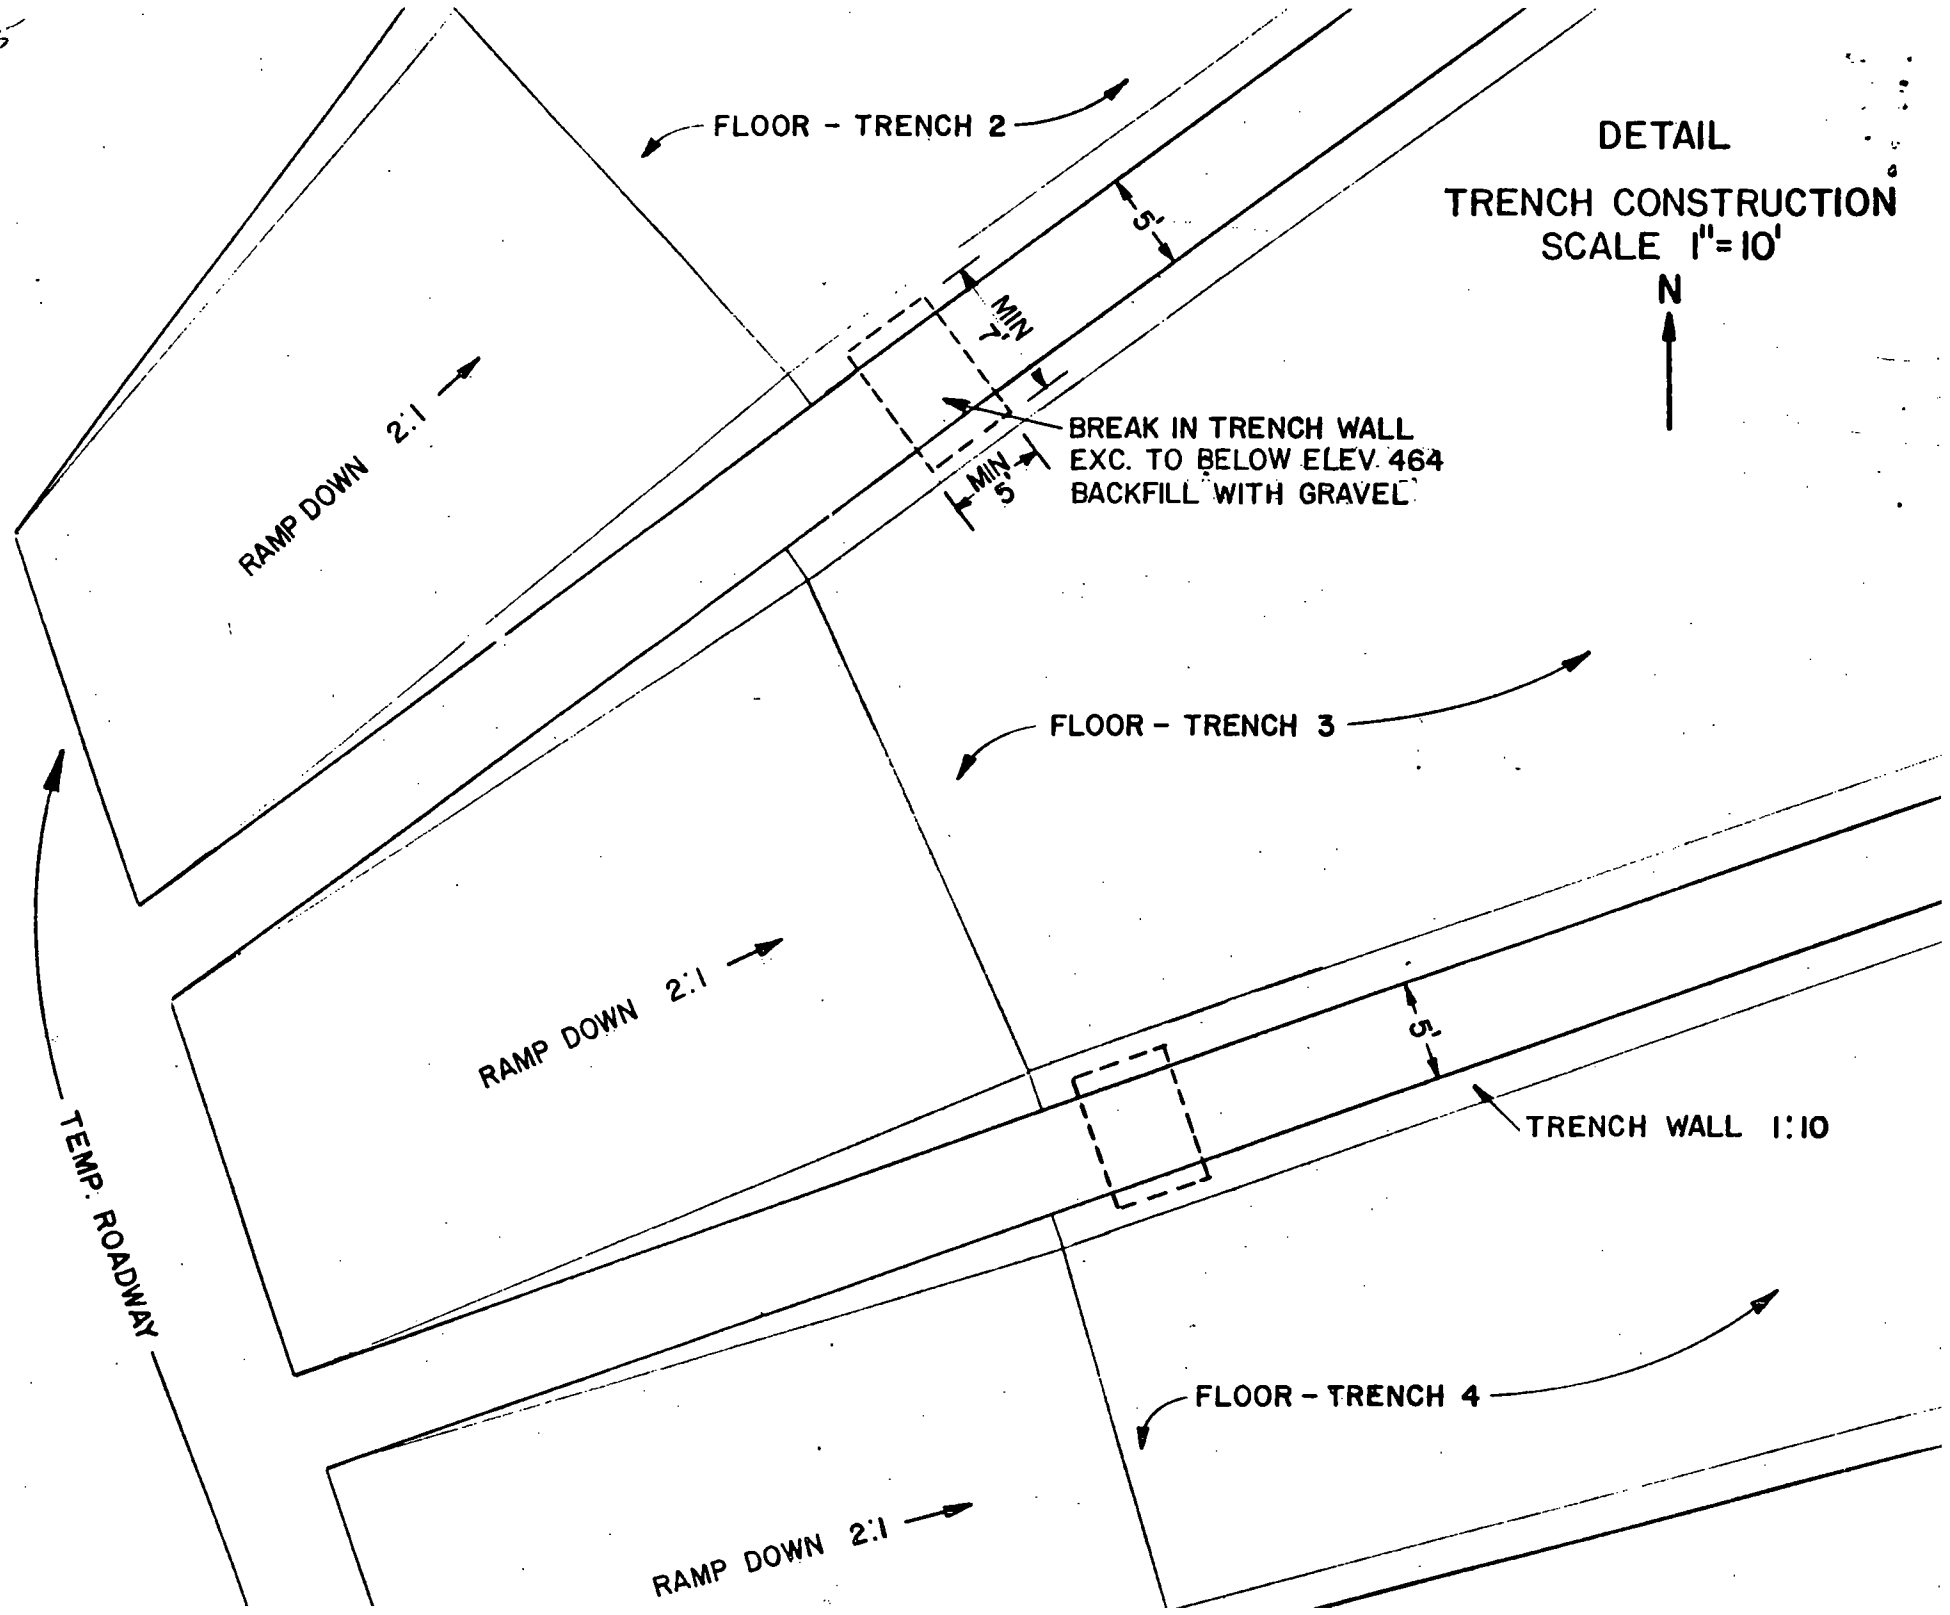 FLOOR - TRENCH 2
DETAIL
TRENCH CONSTRUCTION
SCALE 1"=10'
N
5'
MIN
7'
RAMP DOWN 2:1
BREAK IN TRENCH WALL
EXC. TO BELOW ELEV. 464
BACKFILL WITH GRAVEL
MIN
5'
FLOOR - TRENCH 3
RAMP DOWN 2:1
5'
TRENCH WALL 1:10
TEMP. ROADWAY
FLOOR - TRENCH 4
RAMP DOWN 2:1